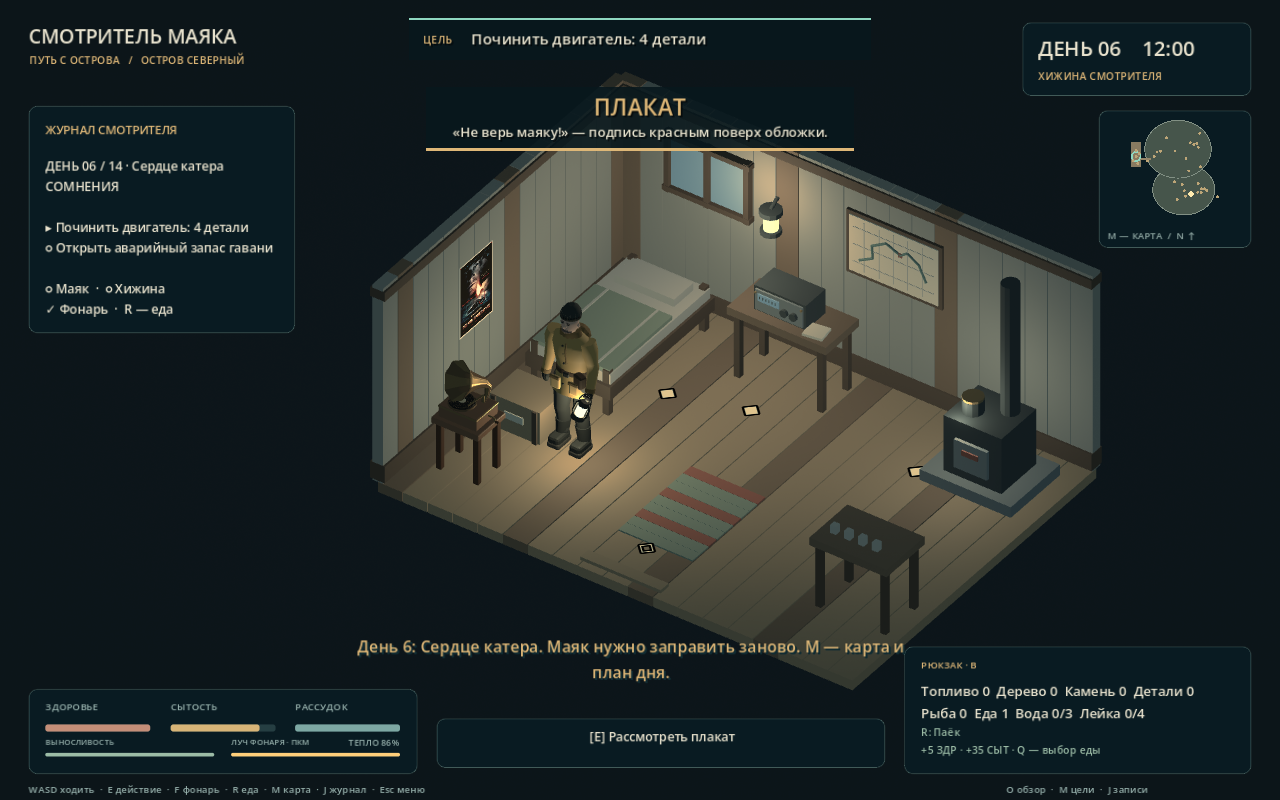 СМОТРИТЕЛЬ МАЯКА
ПУТЬ С ОСТРОВА / ОСТРОВ СЕВЕРНЫЙ
ЦЕЛЬ Починить двигатель: 4 детали
ДЕНЬ 06 12:00
ХИЖИНА СМОТРИТЕЛЯ
ПЛАКАТ
«Не верь маяку!» — подпись красным поверх обложки.
ЖУРНАЛ СМОТРИТЕЛЯ
ДЕНЬ 06 / 14 · Сердце катера
СОМНЕНИЯ
▸ Починить двигатель: 4 детали
○ Открыть аварийный запас гавани
○ Маяк · ○ Хижина
✓ Фонарь · R — еда
M — КАРТА / N ↑
День 6: Сердце катера. Маяк нужно заправить заново. M — карта и
план дня.
ЗДОРОВЬЕ СЫТОСТЬ РАССУДОК
ВЫНОСЛИВОСТЬ ЛУЧ ФОНАРЯ · ПКМ ТЕПЛО 86%
[E] Рассмотреть плакат
РЮКЗАК · B
Топливо 0 Дерево 0 Камень 0 Детали 0
Рыба 0 Еда 1 Вода 0/3 Лейка 0/4
R: Паёк
+5 ЗДР · +35 СЫТ · Q — выбор еды
WASD ходить · E действие · F фонарь · R еда · M карта · J журнал · Esc меню
O обзор · M цели · J записи